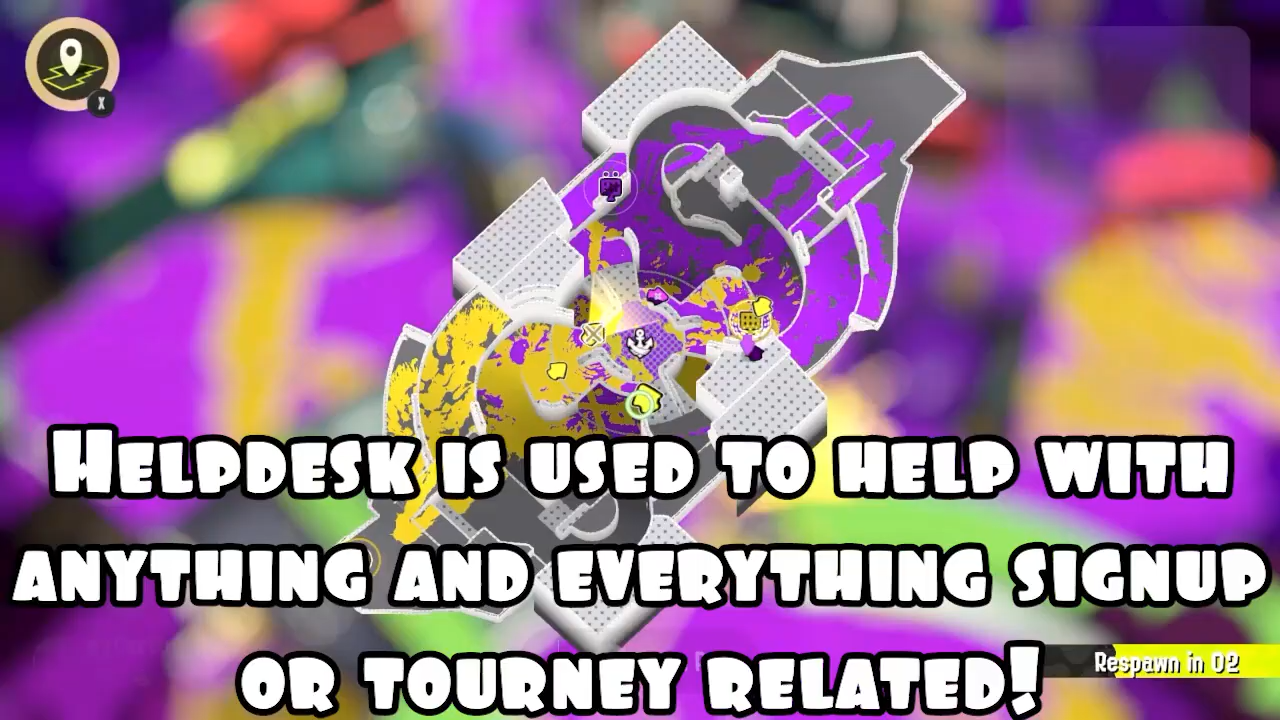 X
Helpdesk is used to help with
anything and everything signup
or tourney related!
Respawn in 02